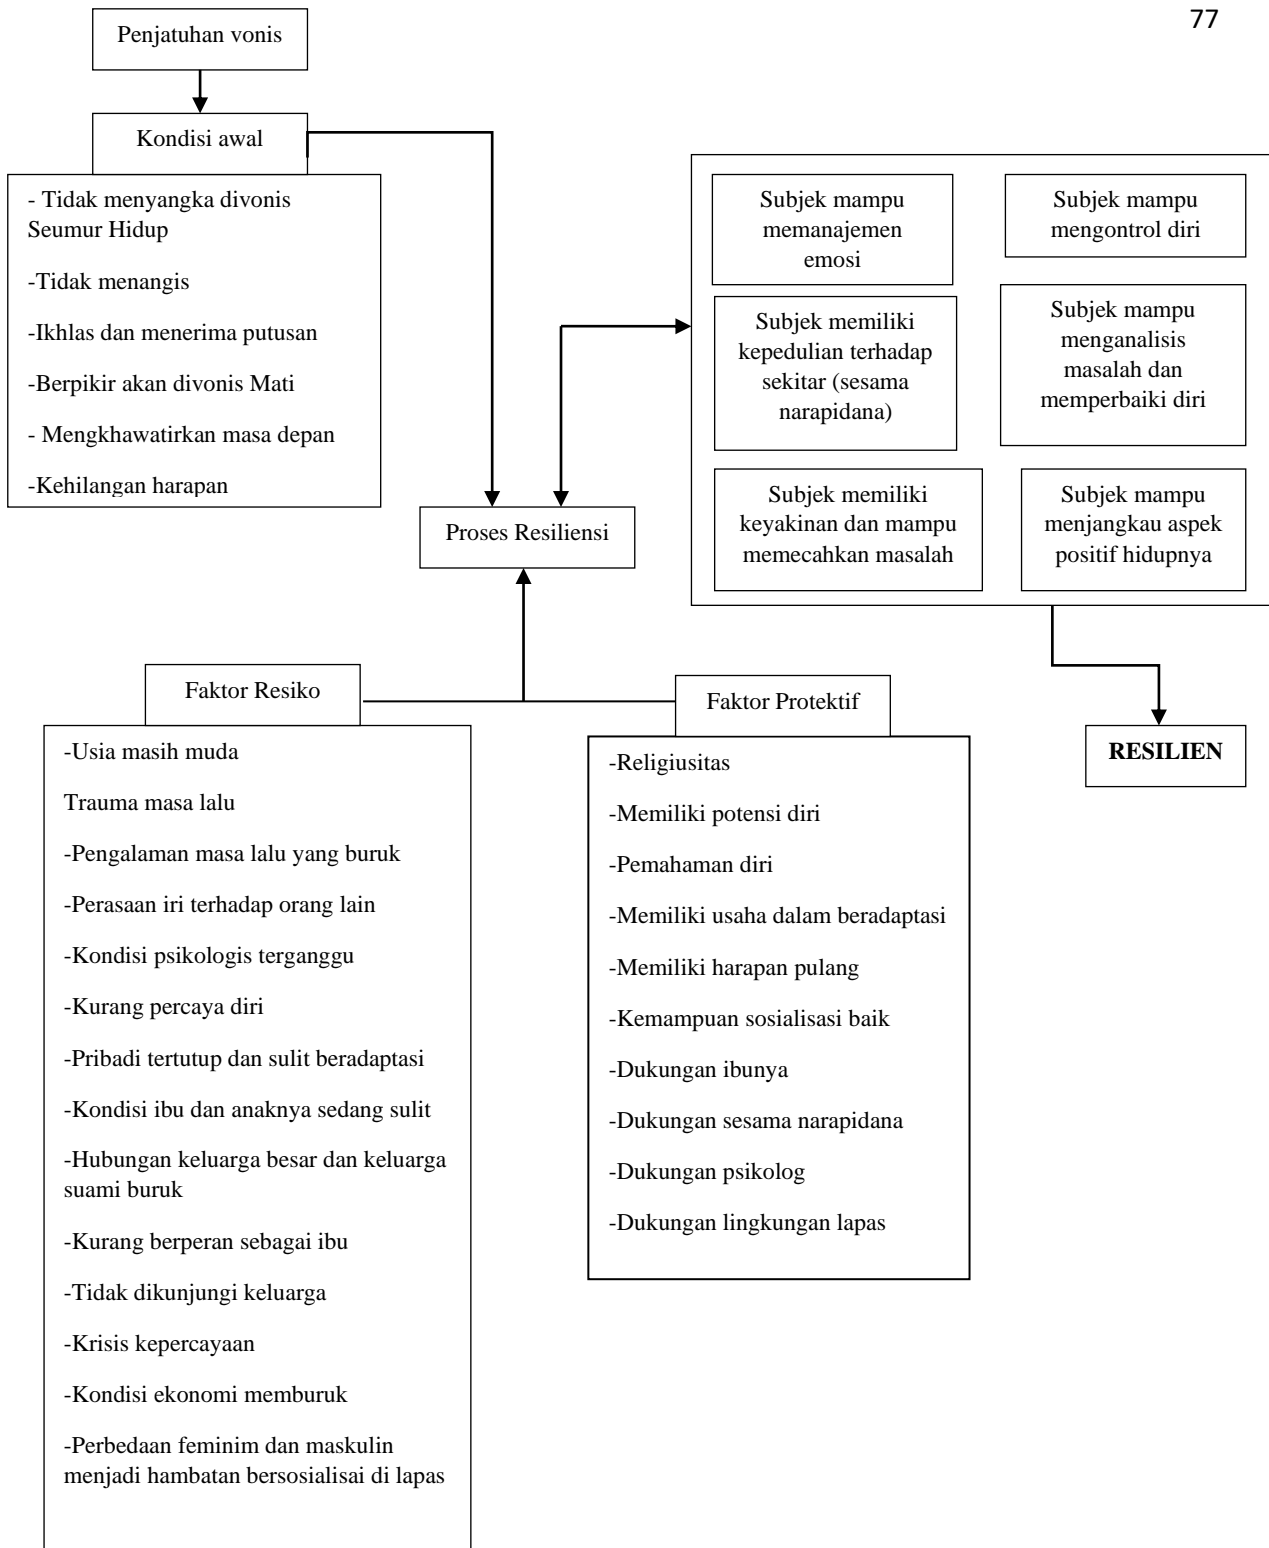 77
Penjatuhan vonis
Kondisi awal
- Tidak menyangka divonis
Seumur Hidup
-Tidak menangis
-Ikhlas dan menerima putusan
-Berpikir akan divonis Mati
- Mengkhawatirkan masa depan
-Kehilangan harapan
Subjek mampu
memanajemen
emosi
Subjek mampu
mengontrol diri
Subjek memiliki
kepedulian terhadap
sekitar (sesama
narapidana)
Subjek mampu
menganalisis
masalah dan
memperbaiki diri
Subjek memiliki
keyakinan dan mampu
memecahkan masalah
Subjek mampu
menjangkau aspek
positif hidupnya
Proses Resiliensi
Faktor Resiko
-Usia masih muda
Trauma masa lalu
-Pengalaman masa lalu yang buruk
-Perasaan iri terhadap orang lain
-Kondisi psikologis terganggu
-Kurang percaya diri
-Pribadi tertutup dan sulit beradaptasi
-Kondisi ibu dan anaknya sedang sulit
-Hubungan keluarga besar dan keluarga
suami buruk
-Kurang berperan sebagai ibu
-Tidak dikunjungi keluarga
-Krisis kepercayaan
-Kondisi ekonomi memburuk
-Perbedaan feminim dan maskulin
menjadi hambatan bersosialisai di lapas
Faktor Protektif
-Religiusitas
-Memiliki potensi diri
-Pemahaman diri
-Memiliki usaha dalam beradaptasi
-Memiliki harapan pulang
-Kemampuan sosialisasi baik
-Dukungan ibunya
-Dukungan sesama narapidana
-Dukungan psikolog
-Dukungan lingkungan lapas
RESILIEN